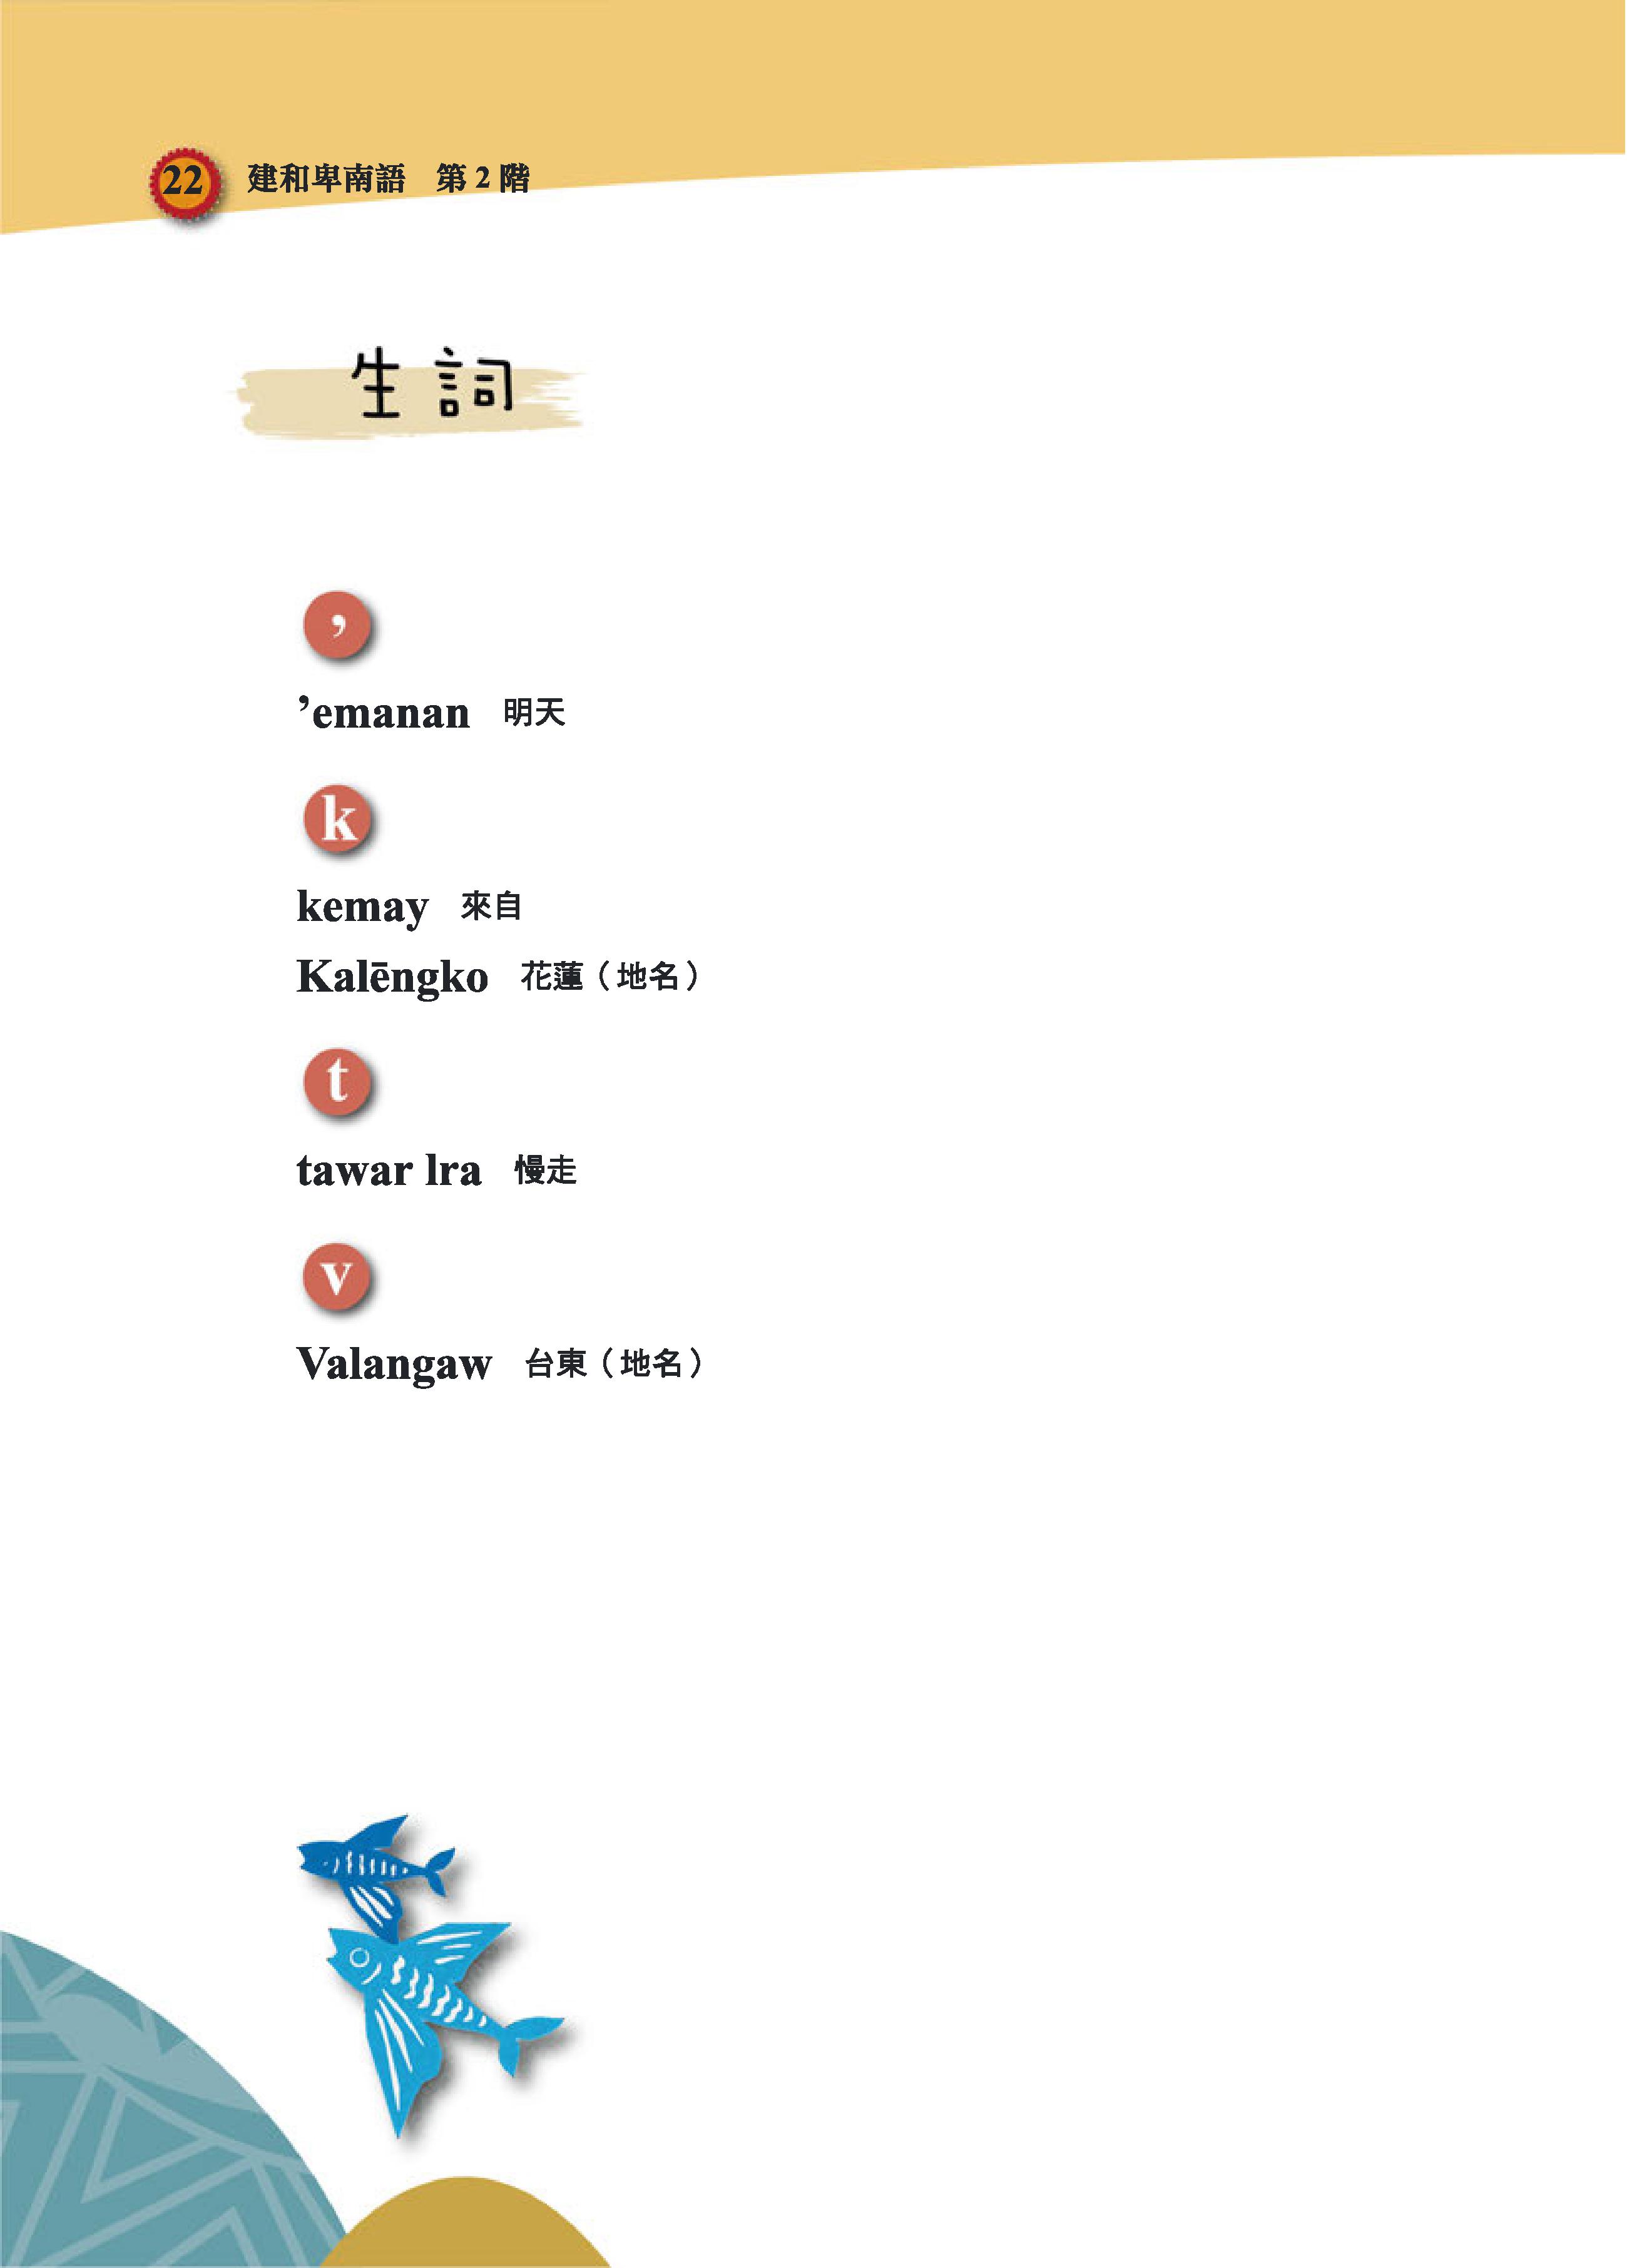 22 建和卑南語 第2階
生詞
’
’emanan 明天
k
kemay 來自
Kalēngko 花蓮（地名）
t
tawar lra 慢走
v
Valangaw 台東（地名）